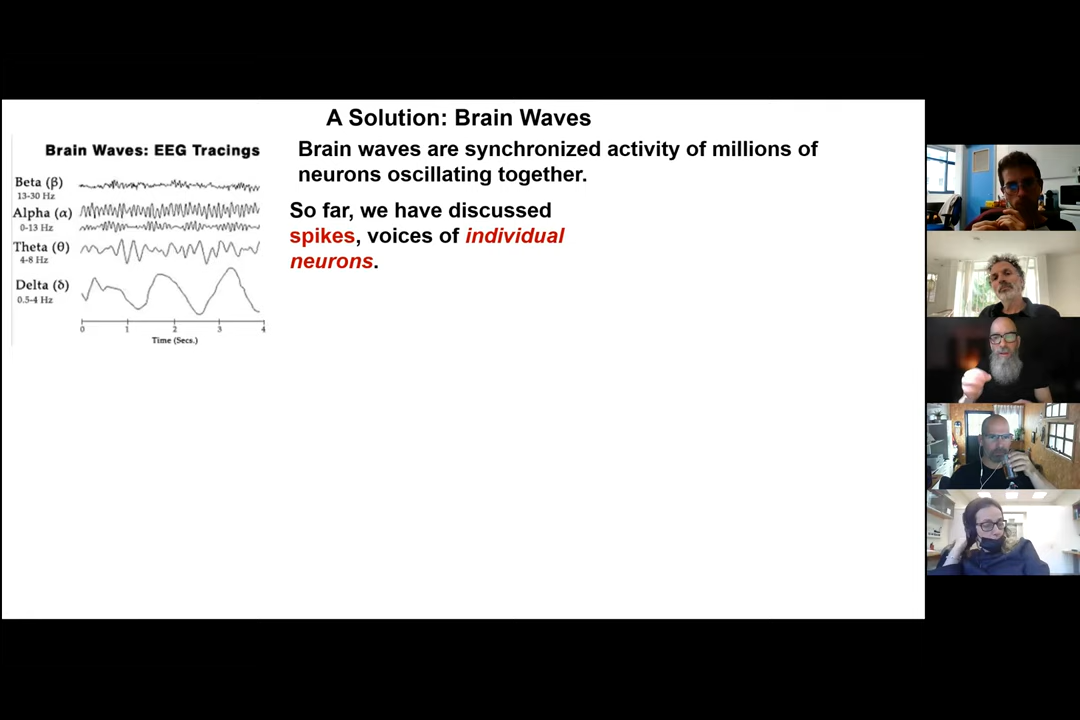 A Solution: Brain Waves
Brain Waves: EEG Tracings
Beta (β)
13-30 Hz
Alpha (α)
0-13 Hz
Theta (θ)
4-8 Hz
Delta (δ)
0.5-4 Hz
0 1 2 3 4
Time (Secs.)
Brain waves are synchronized activity of millions of
neurons oscillating together.
So far, we have discussed
spikes, voices of individual
neurons.